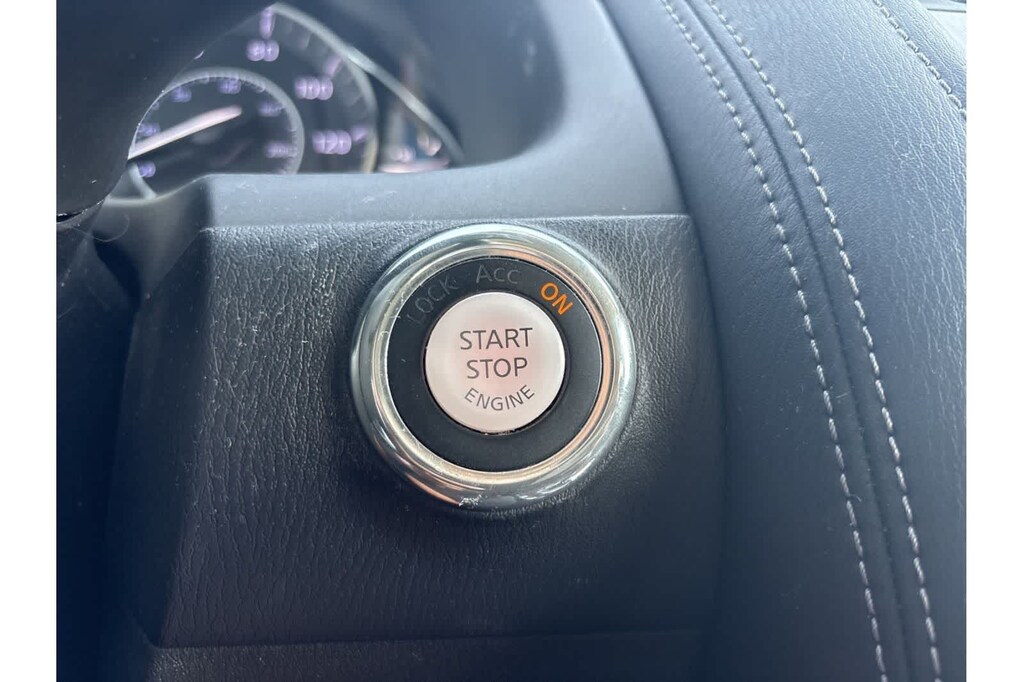 80
100
120
LOCK Acc ON
START
STOP
ENGINE